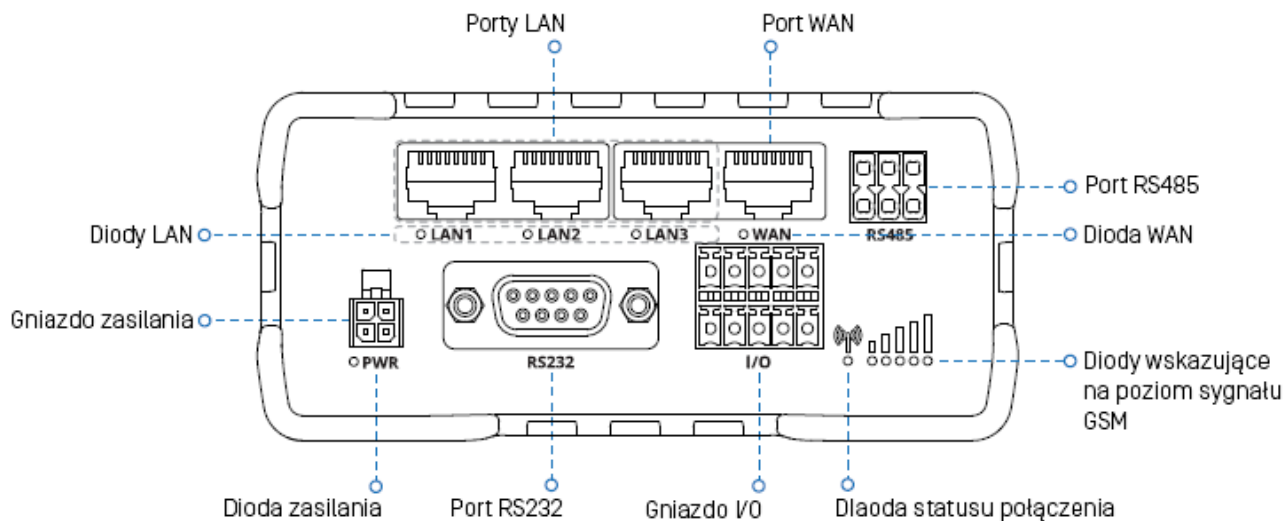 Porty LAN
Port WAN
Port RS485
Diody LAN
LAN1
LAN2
LAN3
WAN
RS485
Dioda WAN
Gniazdo zasilania
PWR
RS232
I/O
Diody wskazujące
na poziom sygnału
GSM
Dioda zasilania
Port RS232
Gniazdo I/O
Dlaoda statusu połączenia